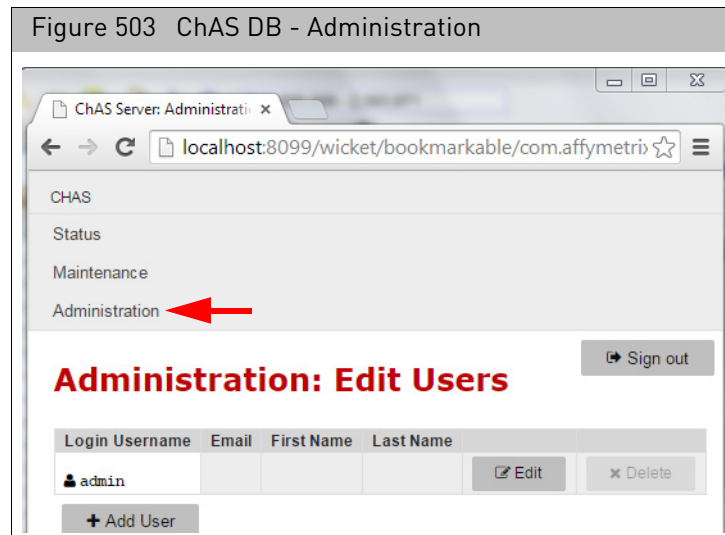 Figure 503 ChAS DB - Administration
ChAS Server: Administrati
localhost:8099/wicket/bookmarkable/com.affymetrix
CHAS
Status
Maintenance
Administration
Sign out
Administration: Edit Users
Login Username Email First Name Last Name
admin Edit Delete
Add User